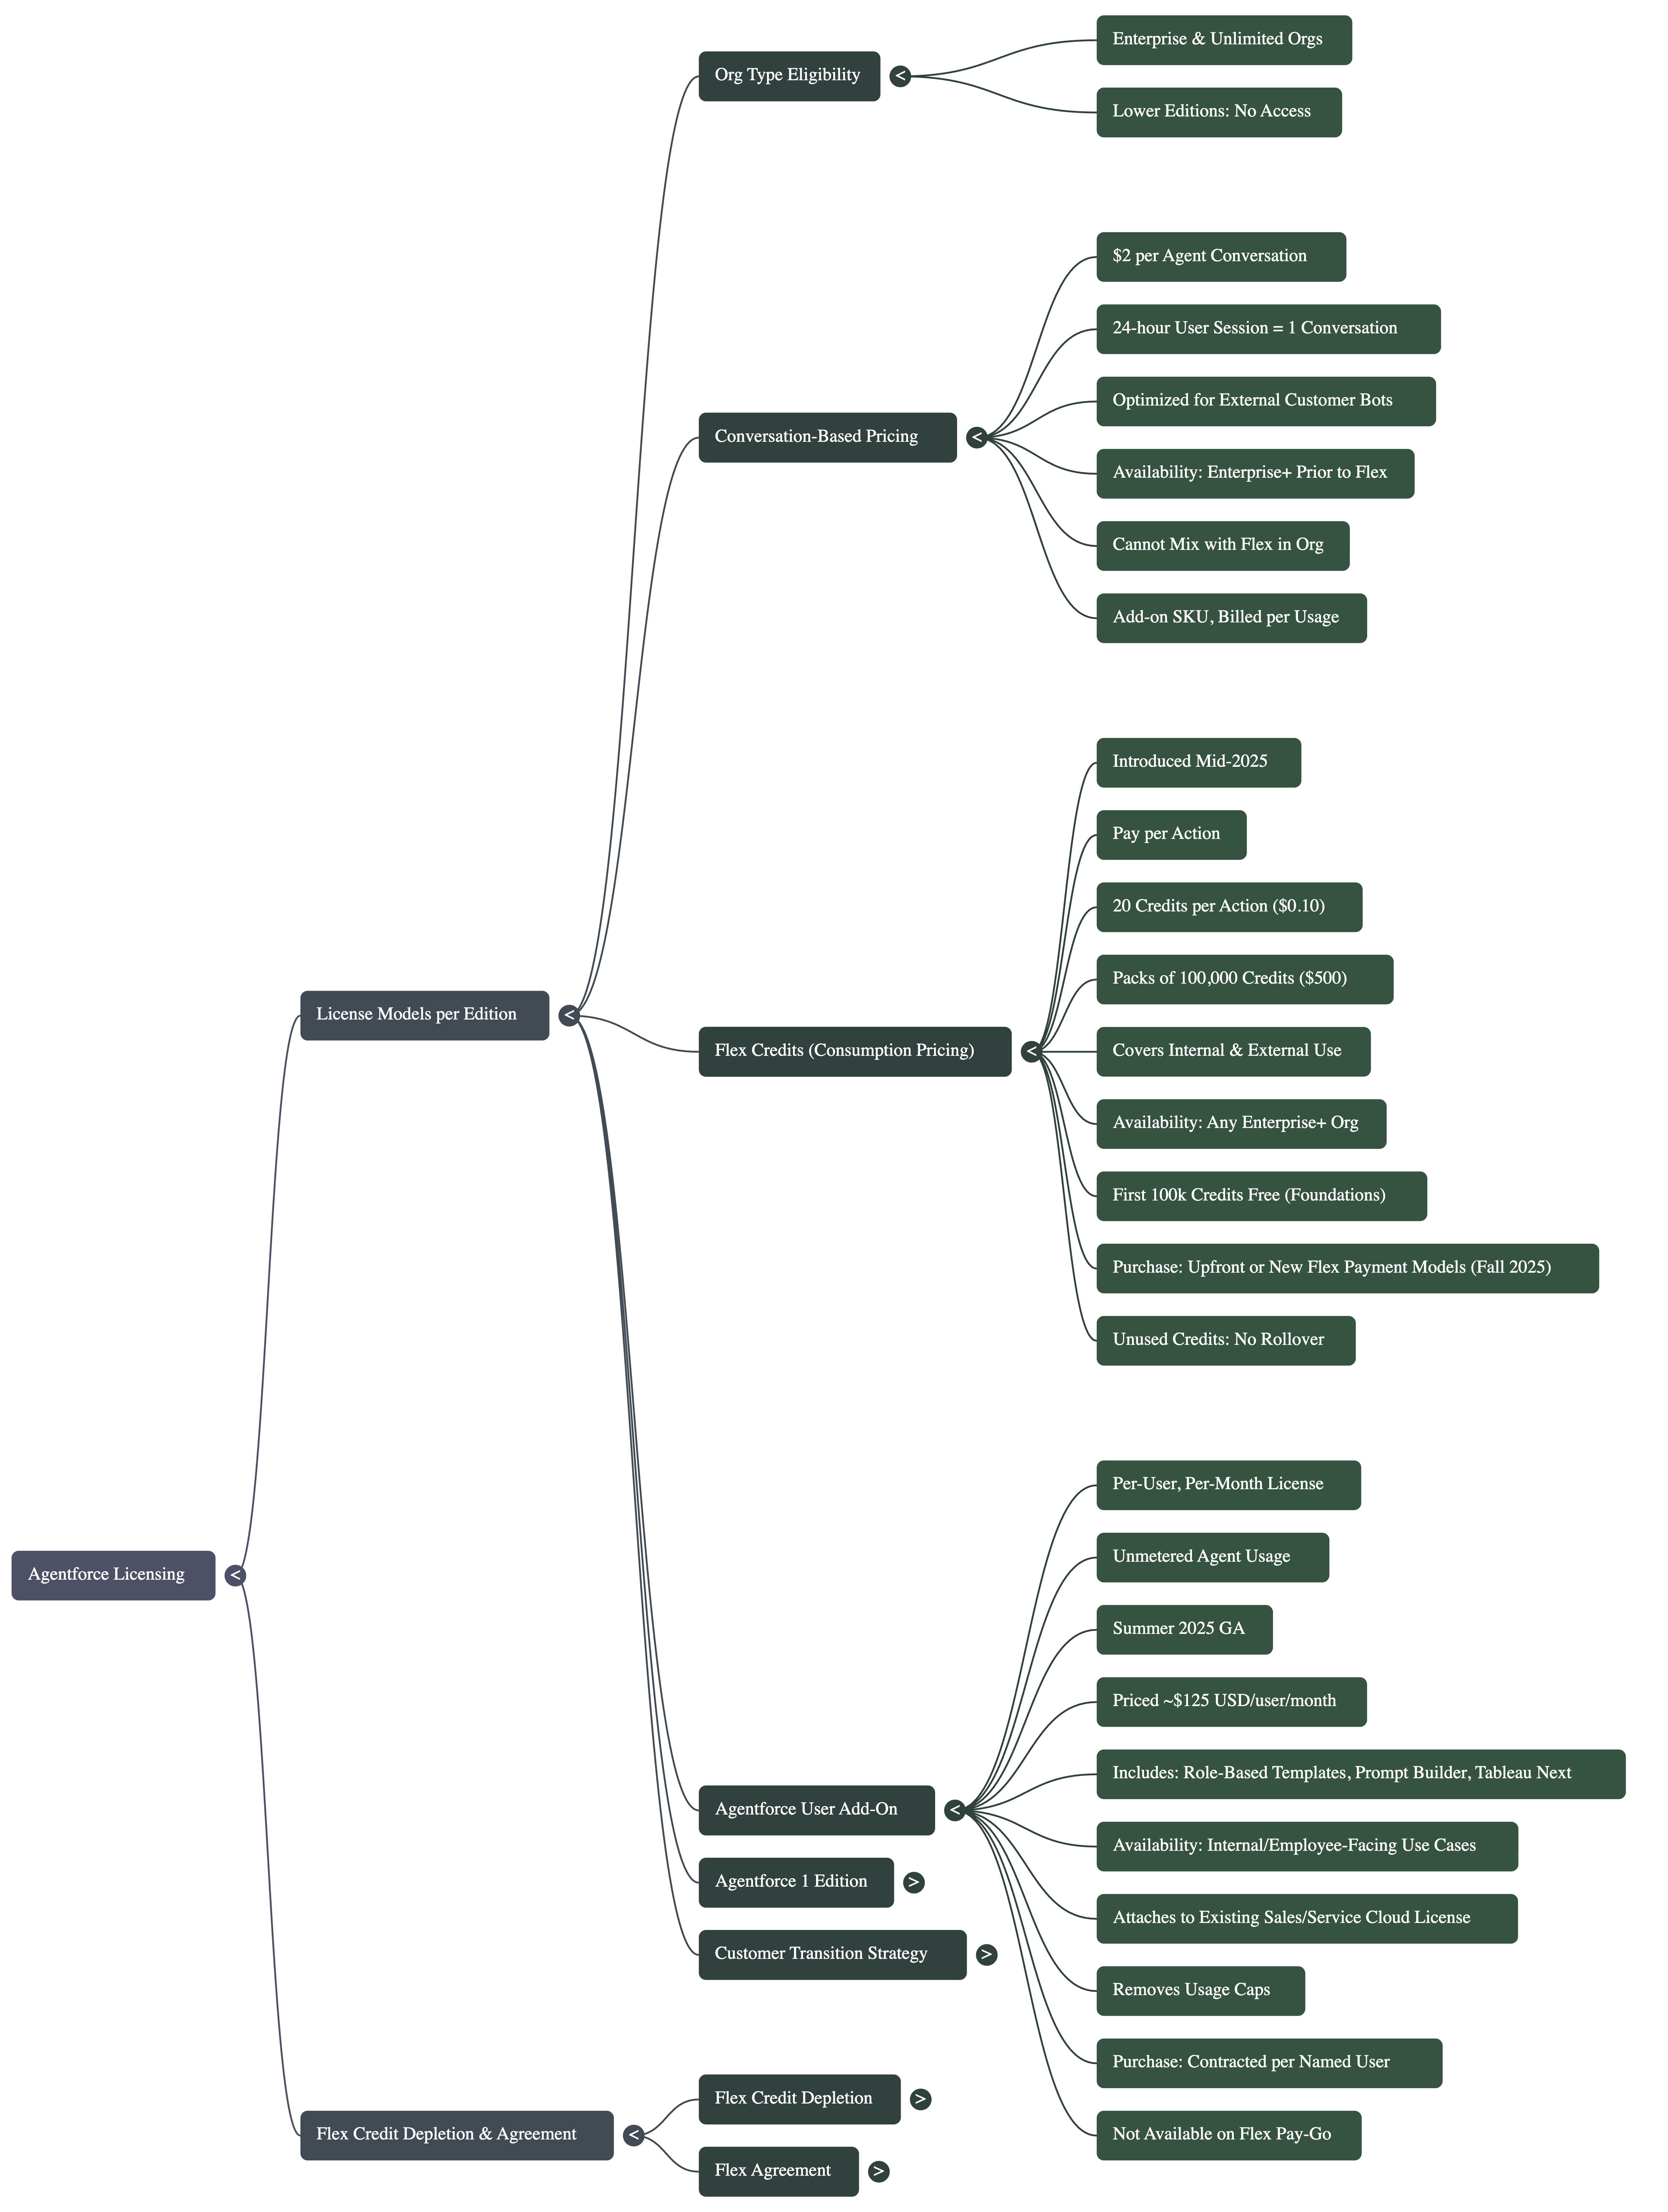 Agentforce Licensing
<
License Models per Edition
<
Org Type Eligibility
<
Enterprise & Unlimited Orgs
Lower Editions: No Access
Conversation-Based Pricing
<
$2 per Agent Conversation
24-hour User Session = 1 Conversation
Optimized for External Customer Bots
Availability: Enterprise+ Prior to Flex
Cannot Mix with Flex in Org
Add-on SKU, Billed per Usage
Flex Credits (Consumption Pricing)
<
Introduced Mid-2025
Pay per Action
20 Credits per Action ($0.10)
Packs of 100,000 Credits ($500)
Covers Internal & External Use
Availability: Any Enterprise+ Org
First 100k Credits Free (Foundations)
Purchase: Upfront or New Flex Payment Models (Fall 2025)
Unused Credits: No Rollover
Agentforce User Add-On
<
Per-User, Per-Month License
Unmetered Agent Usage
Summer 2025 GA
Priced ~$125 USD/user/month
Includes: Role-Based Templates, Prompt Builder, Tableau Next
Availability: Internal/Employee-Facing Use Cases
Attaches to Existing Sales/Service Cloud License
Removes Usage Caps
Purchase: Contracted per Named User
Not Available on Flex Pay-Go
Agentforce 1 Edition
>
Customer Transition Strategy
>
Flex Credit Depletion & Agreement
<
Flex Credit Depletion
>
Flex Agreement
>